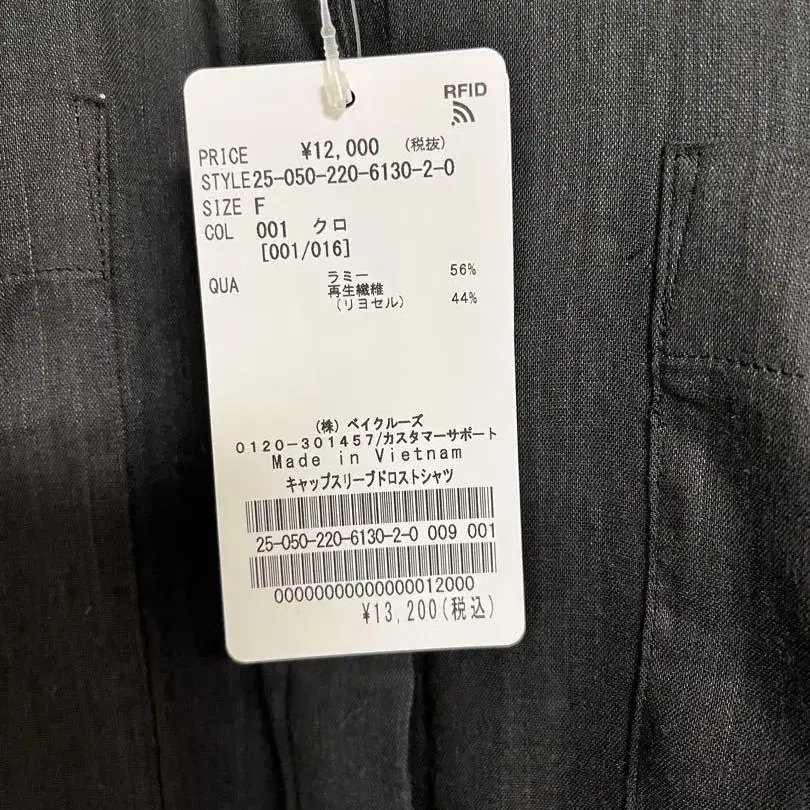 RFID
PRICE ¥12,000 (税抜)
STYLE25-050-220-6130-2-0
SIZE F
COL 001 クロ
[001/016]
QUA ラミー 56%
再生繊維
(リヨセル) 44%
(株)ベイクルーズ
0120-301457/カスタマーサポート
Made in Vietnam
キャップスリーブドロストシャツ
25-050-220-6130-2-0 009 001
00000000000000012000
¥13,200(税込)